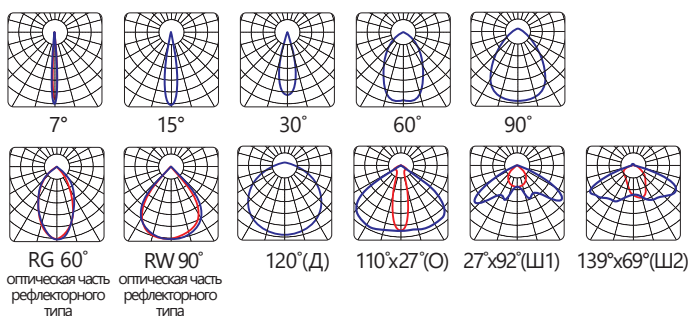 7° 15° 30° 60° 90°
RG 60° RW 90° 120°(Д) 110°x27°(О) 27°x92°(Ш1) 139°x69°(Ш2)
оптическая часть оптическая часть
рефлекторного рефлекторного
типа типа